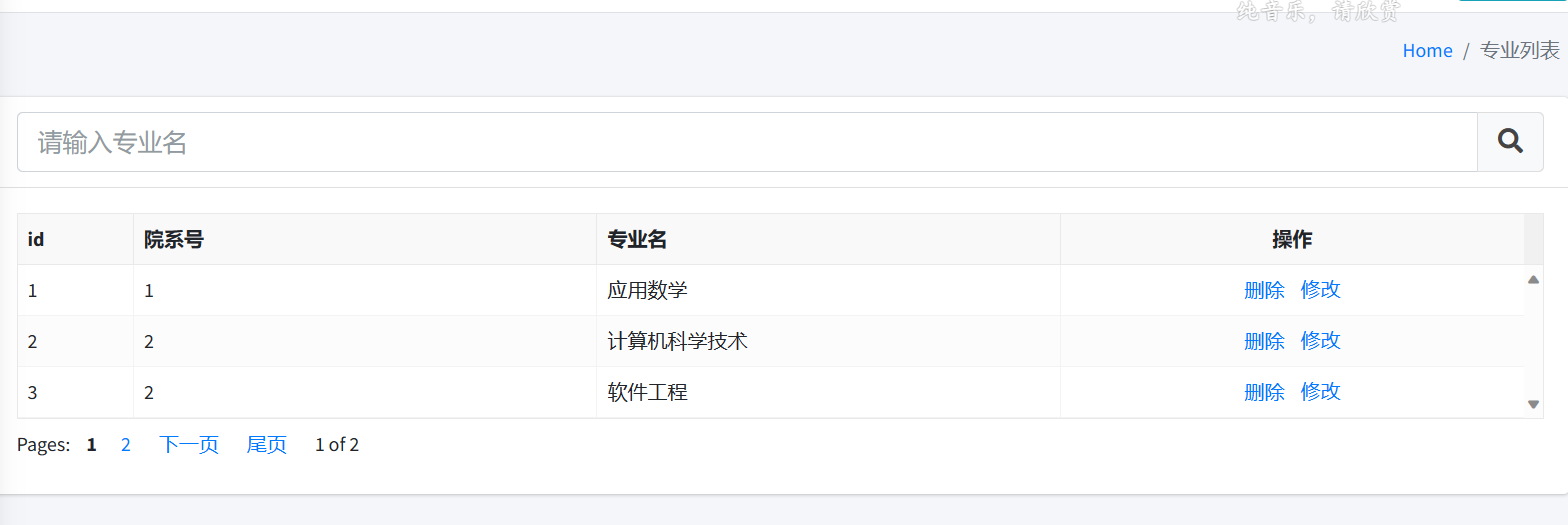 纯音乐，请欣赏
Home / 专业列表
请输入专业名
id 院系号 专业名 操作
1 1 应用数学 删除 修改
2 2 计算机科学技术 删除 修改
3 2 软件工程 删除 修改
Pages: 1 2 下一页 尾页 1 of 2